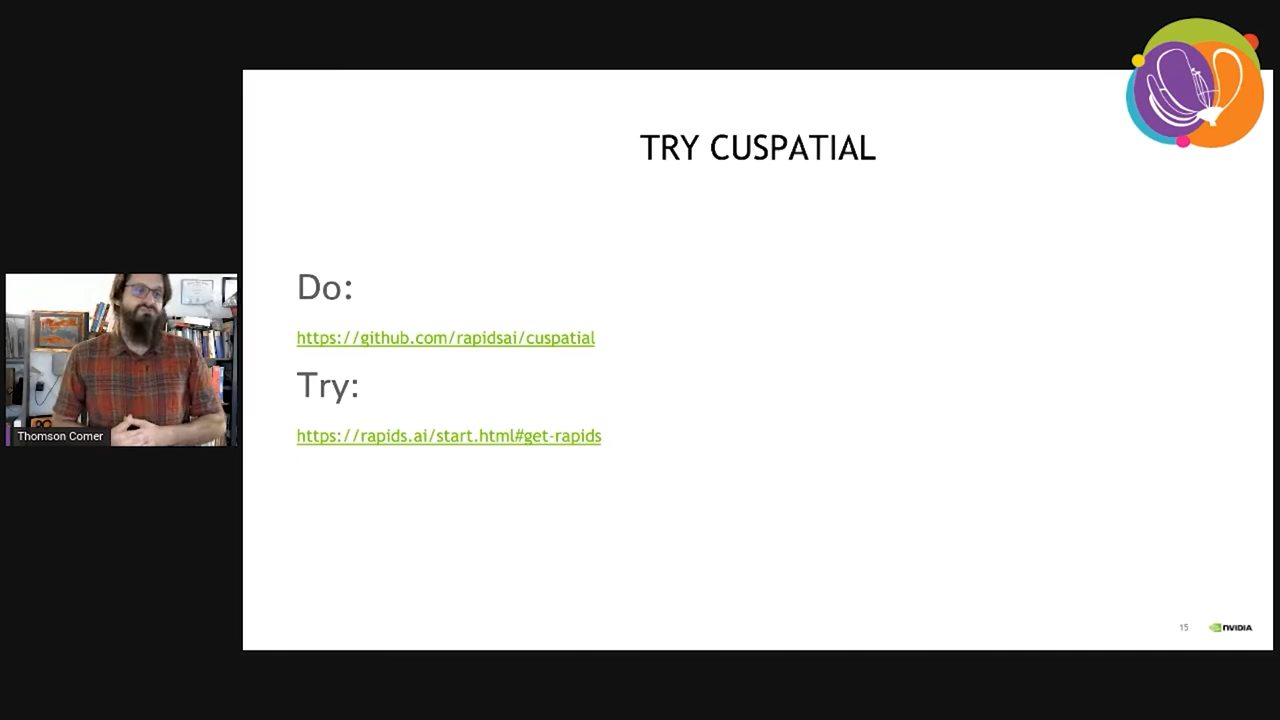 TRY CUSPATIAL
Do:
https://github.com/rapidsai/cuspatial
Try:
https://rapids.ai/start.html#get-rapids
Thomson Comer
15
NVIDIA